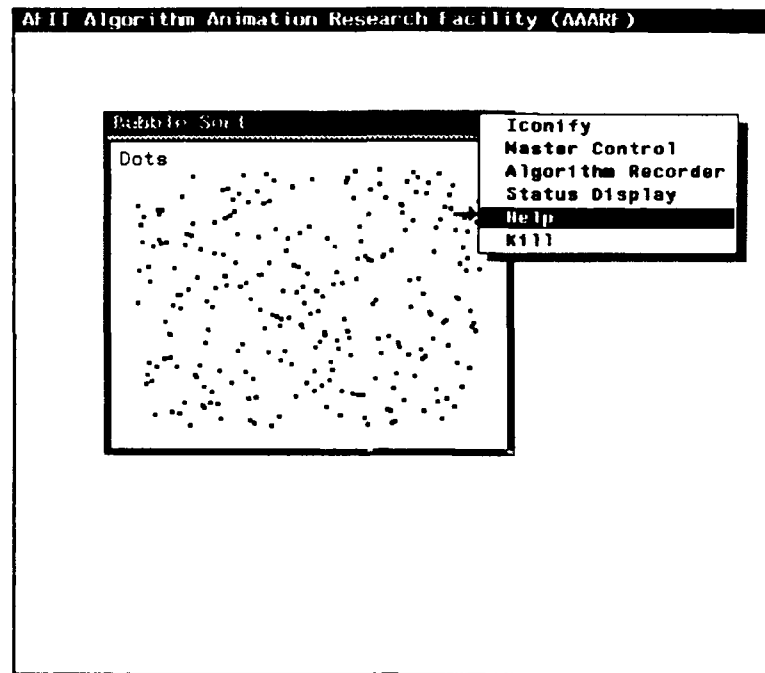 AFIT Algorithm Animation Research Facility (AAARF)
Bubble Sort
Dots
Iconify
Master Control
Algorithm Recorder
Status Display
Help
Kill